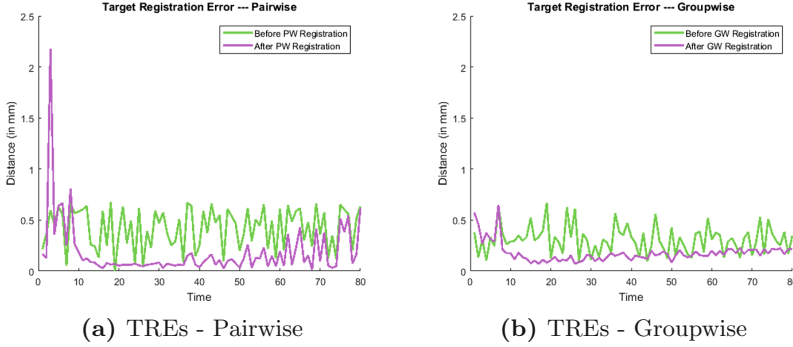 Target Registration Error --- Pairwise
2.5
2
1.5
1
0.5
0
Distance (in mm)
Before PW Registration
After PW Registration
0 10 20 30 40 50 60 70 80
Time
(a) TREs - Pairwise
Target Registration Error --- Groupwise
2.5
2
1.5
1
0.5
0
Distance (in mm)
Before GW Registration
After GW Registration
0 10 20 30 40 50 60 70 80
Time
(b) TREs - Groupwise